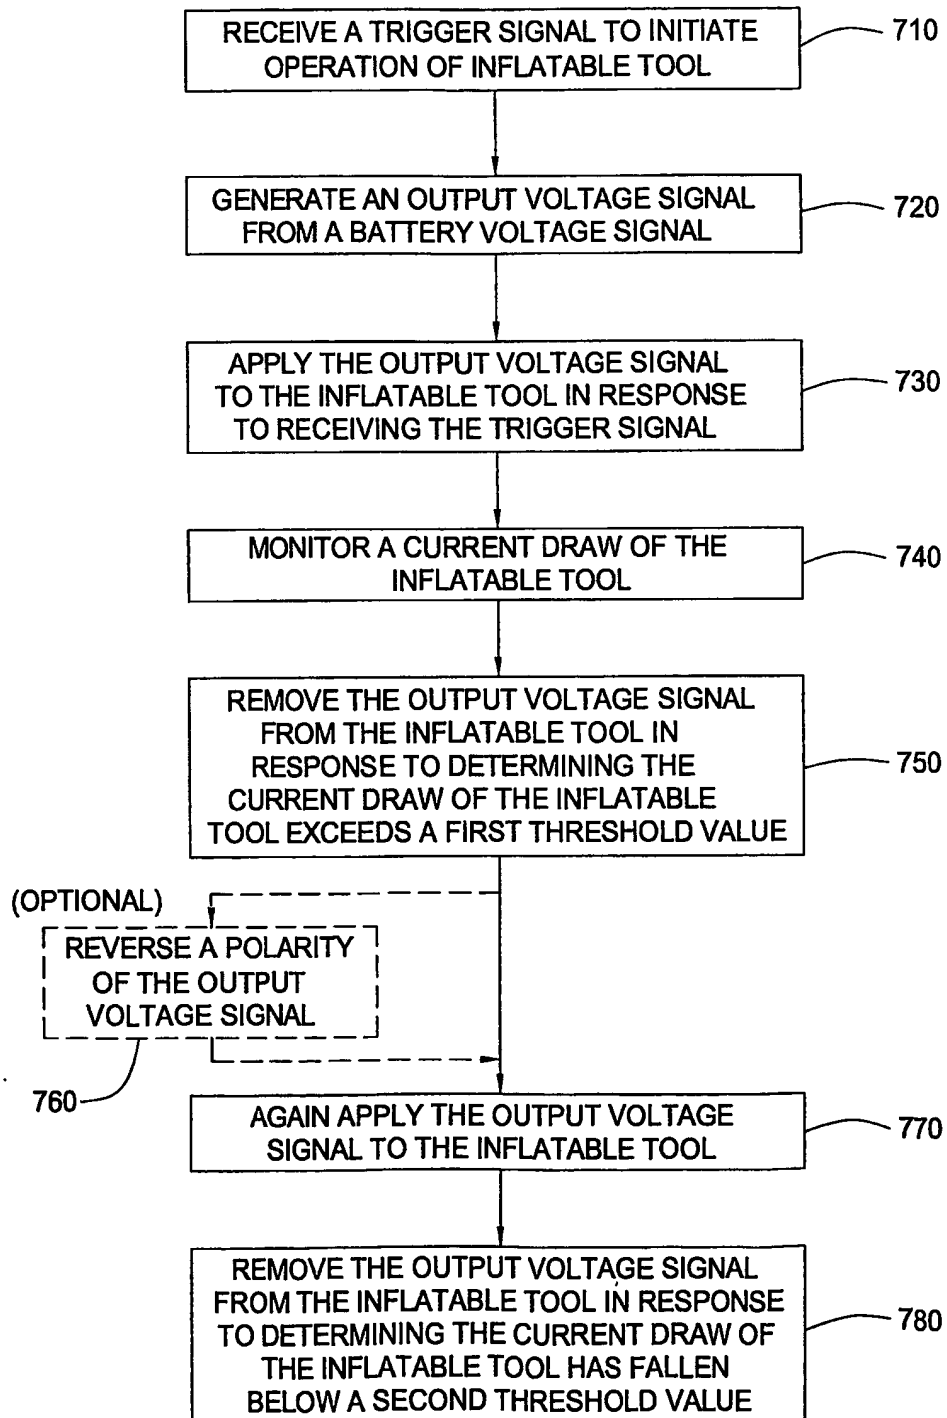 RECEIVE A TRIGGER SIGNAL TO INITIATE
OPERATION OF INFLATABLE TOOL
710
GENERATE AN OUTPUT VOLTAGE SIGNAL
FROM A BATTERY VOLTAGE SIGNAL
720
APPLY THE OUTPUT VOLTAGE SIGNAL
TO THE INFLATABLE TOOL IN RESPONSE
TO RECEIVING THE TRIGGER SIGNAL
730
MONITOR A CURRENT DRAW OF THE
INFLATABLE TOOL
740
REMOVE THE OUTPUT VOLTAGE SIGNAL
FROM THE INFLATABLE TOOL IN
RESPONSE TO DETERMINING THE
CURRENT DRAW OF THE INFLATABLE
TOOL EXCEEDS A FIRST THRESHOLD VALUE
750
(OPTIONAL)
REVERSE A POLARITY
OF THE OUTPUT
VOLTAGE SIGNAL
760
AGAIN APPLY THE OUTPUT VOLTAGE
SIGNAL TO THE INFLATABLE TOOL
770
REMOVE THE OUTPUT VOLTAGE SIGNAL
FROM THE INFLATABLE TOOL IN RESPONSE
TO DETERMINING THE CURRENT DRAW OF
THE INFLATABLE TOOL HAS FALLEN
BELOW A SECOND THRESHOLD VALUE
780